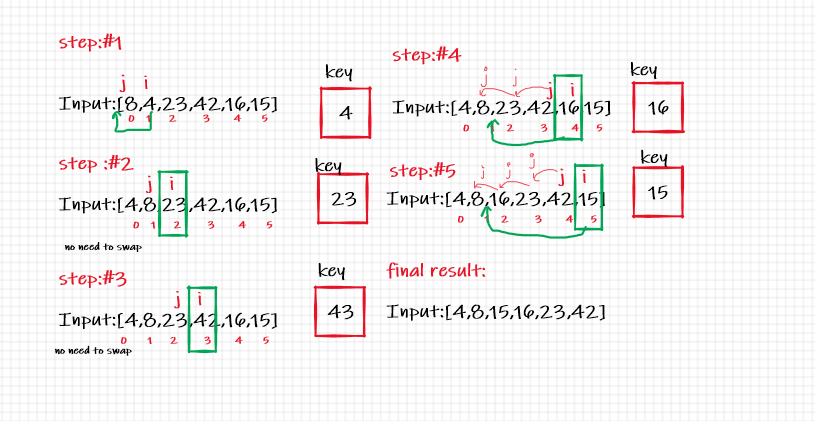 step:#1
j i
key
Input:[8,4,23,42,16,15]
4
0 1 2 3 4 5
step :#2
key
j i
23
Input:[4,8,23,42,16,15]
0 1 2 3 4 5
no need to swap
step:#3
key
j i
43
Input:[4,8,23,42,16,15]
0 1 2 3 4 5
no need to swap
step:#4
key
j j j i
Input:[4,8,23,42,16,15]
16
0 1 2 3 4 5
step:#5
key
j j j j i
15
Input:[4,8,16,23,42,15]
0 1 2 3 4 5
final result:
Input:[4,8,15,16,23,42]